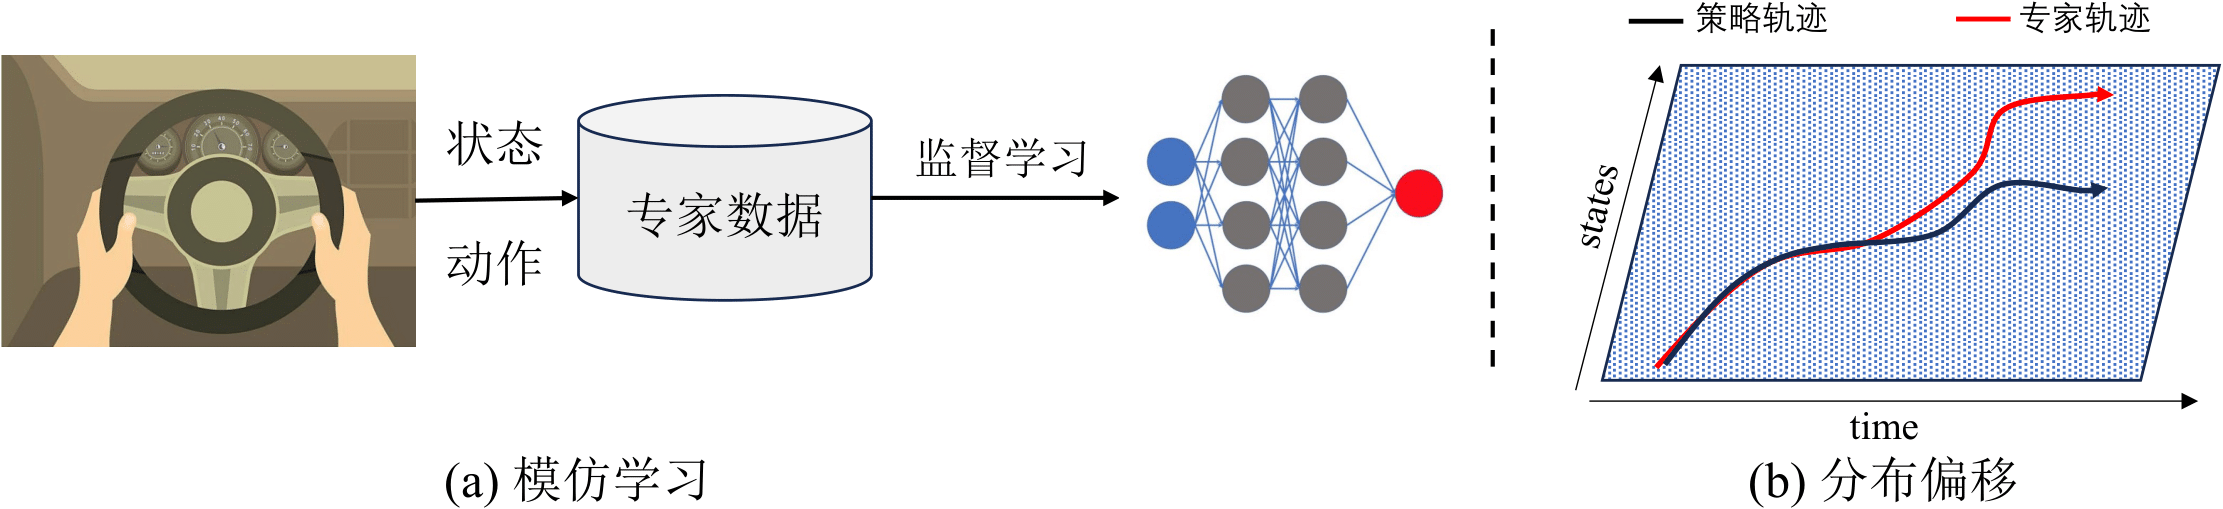 状态
动作
专家数据
监督学习
(a) 模仿学习
策略轨迹
专家轨迹
states
time
(b) 分布偏移